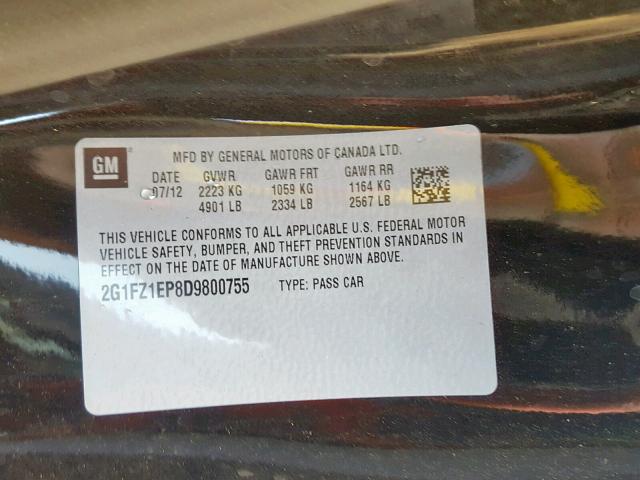 GM
MFD BY GENERAL MOTORS OF CANADA LTD.
DATE GVWR GAWR FRT GAWR RR
07/12 2223 KG 1059 KG 1164 KG
4901 LB 2334 LB 2567 LB
THIS VEHICLE CONFORMS TO ALL APPLICABLE U.S. FEDERAL MOTOR
VEHICLE SAFETY, BUMPER, AND THEFT PREVENTION STANDARDS IN
EFFECT ON THE DATE OF MANUFACTURE SHOWN ABOVE.
2G1FZ1EP8D9800755 TYPE: PASS CAR